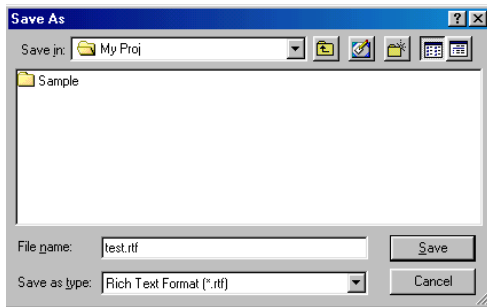 Save As
Save in: My Proj
Sample
File name: test.rtf Save
Save as type: Rich Text Format (*.rtf) Cancel